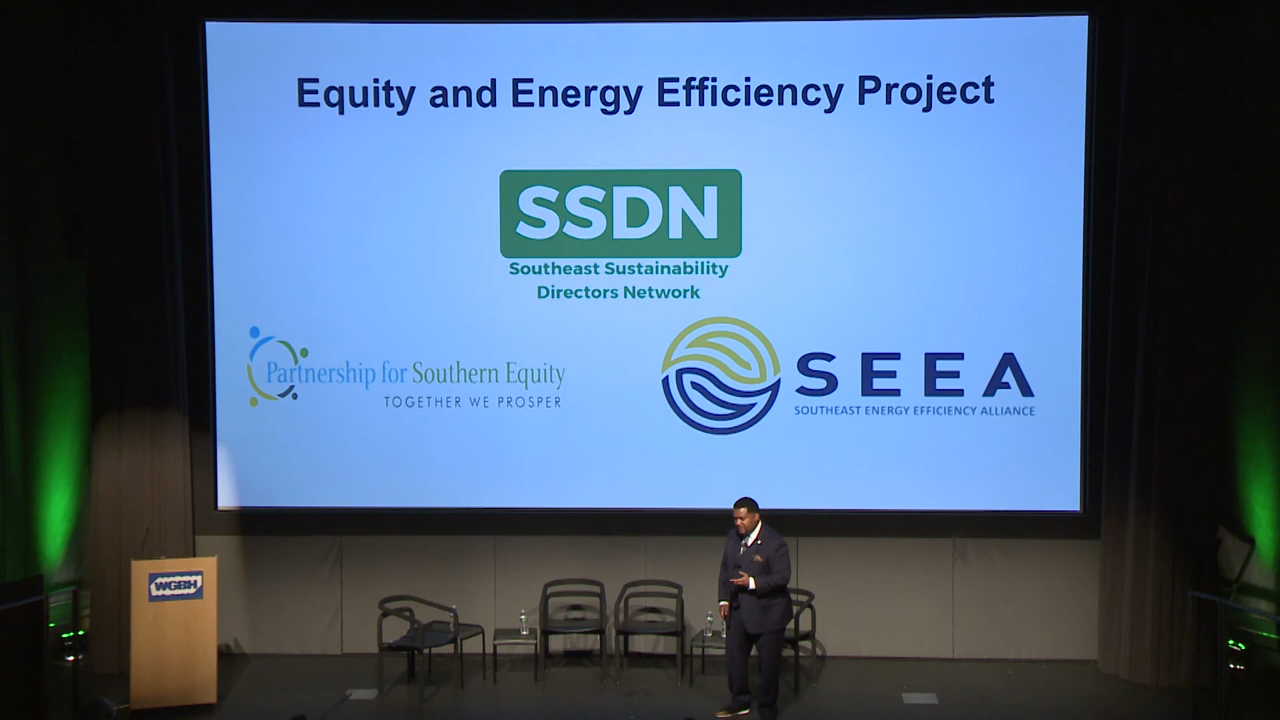 Equity and Energy Efficiency Project
SSDN
Southeast Sustainability
Directors Network
Partnership for Southern Equity
TOGETHER WE PROSPER
SEEA
SOUTHEAST ENERGY EFFICIENCY ALLIANCE
WGBH